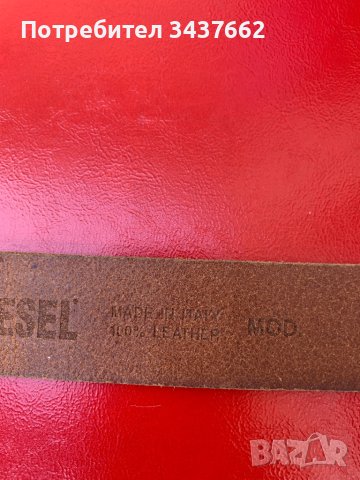 Потребител 3437662
ESEL®
MADE IN ITALY
100% LEATHER
MOD.
BAZAR